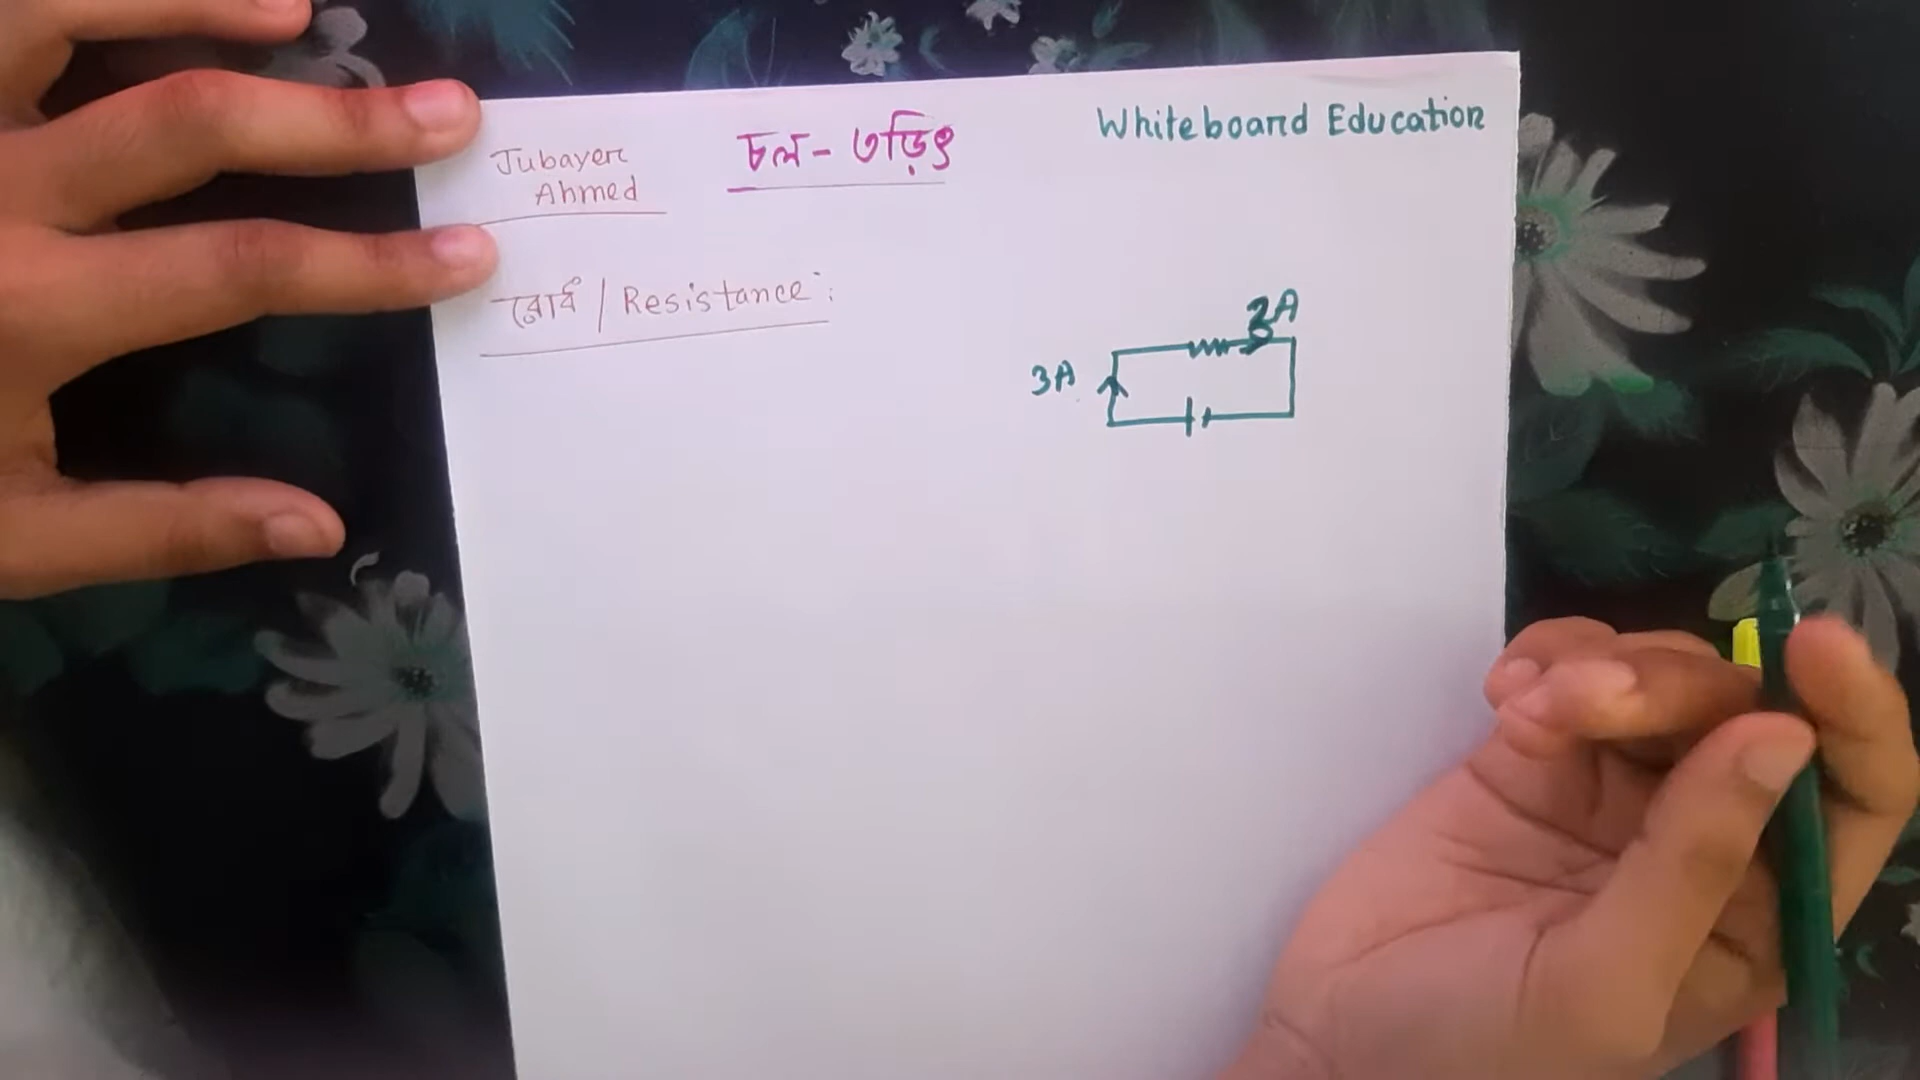 Jubayer
Ahmed
চল-তড়িৎ
Whiteboard Education
রোধ / Resistance :
3A
3A